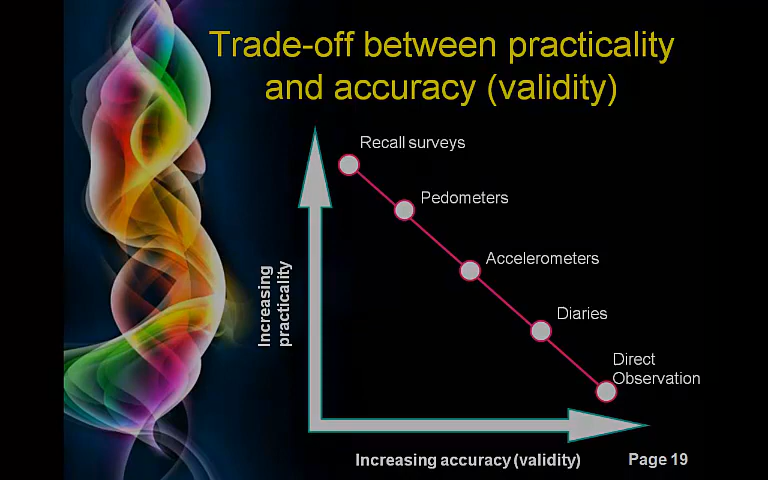 Trade-off between practicality
and accuracy (validity)
Recall surveys
Pedometers
Accelerometers
Diaries
Direct
Observation
Increasing
practicality
Increasing accuracy (validity)
Page 19